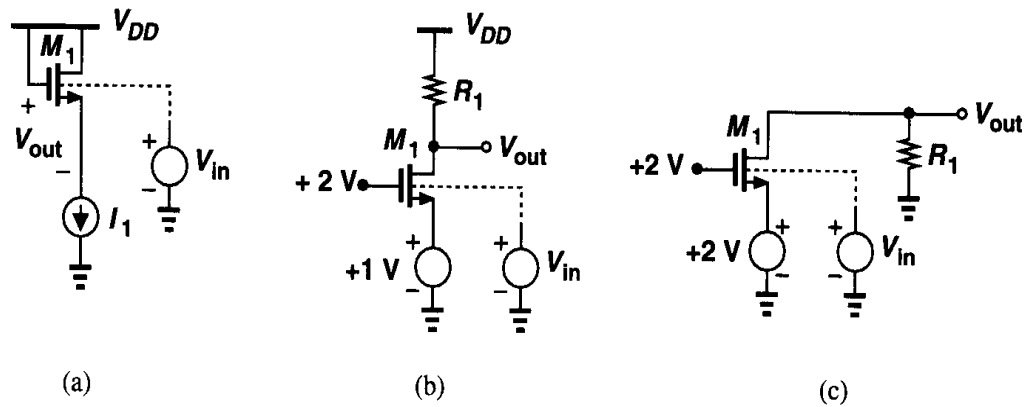 V_DD
M_1
+
V_out
−
+
V_in
−
I_1
(a)
V_DD
R_1
M_1
V_out
+ 2 V
+
+1 V
−
+
V_in
−
(b)
M_1
V_out
R_1
+2 V
+
+2 V
−
+
V_in
−
(c)